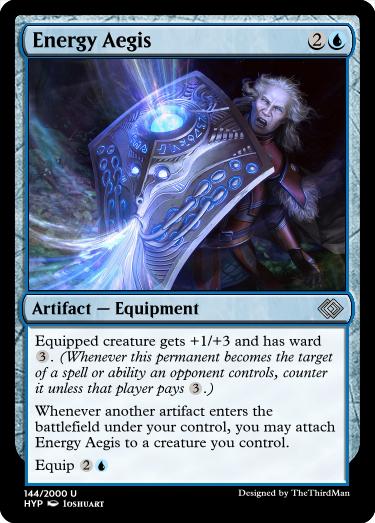 Energy Aegis 2
Artifact — Equipment
Equipped creature gets +1/+3 and has ward
3. (Whenever this permanent becomes the target
of a spell or ability an opponent controls, counter
it unless that player pays 3.)
Whenever another artifact enters the
battlefield under your control, you may attach
Energy Aegis to a creature you control.
Equip 2
144/2000 U
HYP Ioshuart
Designed by TheThirdMan